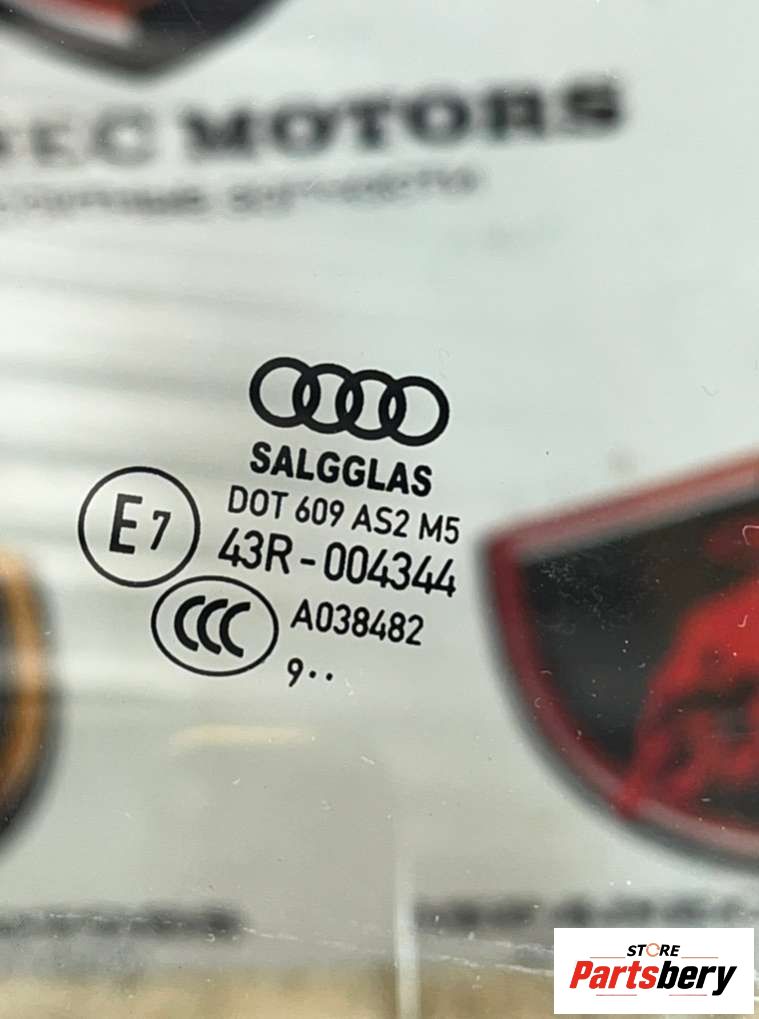 MOTORS
SALGGLAS
DOT 609 AS2 M5
E7
43R-004344
CCC
A038482
9··
STORE
Partsbery